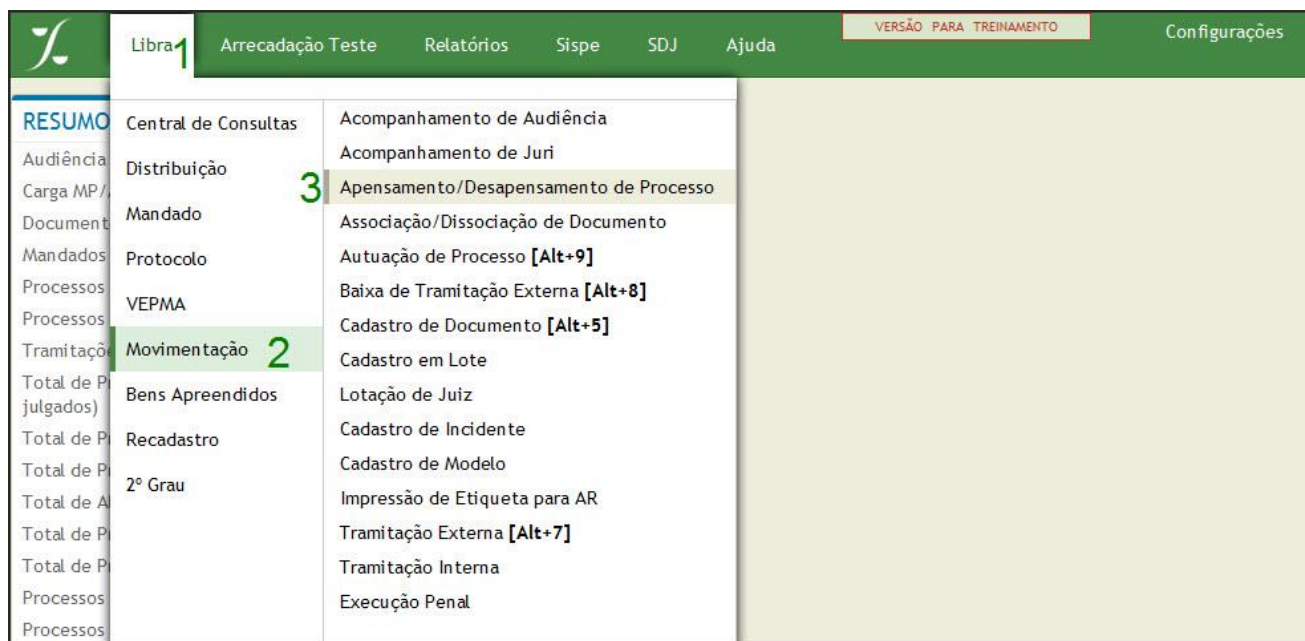 Libra 1
Arrecadação Teste
Relatórios
Sispe
SDJ
Ajuda
VERSÃO PARA TREINAMENTO
Configurações
RESUMO
Audiência
Carga MP/
Document
Mandados
Processos
Processos
Tramitaçõe
Total de
julgados)
Total de
Total de
Total de
Total de
Total de
Processos
Processos
Central de Consultas
Distribuição
Mandado
Protocolo
VEPMA
Movimentação 2
Bens Apreendidos
Recadastro
2º Grau
Acompanhamento de Audiência
Acompanhamento de Juri
3 Apensamento/Desapensamento de Processo
Associação/Dissociação de Documento
Autuação de Processo [Alt+9]
Baixa de Tramitação Externa [Alt+8]
Cadastro de Documento [Alt+5]
Cadastro em Lote
Lotação de Juiz
Cadastro de Incidente
Cadastro de Modelo
Impressão de Etiqueta para AR
Tramitação Externa [Alt+7]
Tramitação Interna
Execução Penal